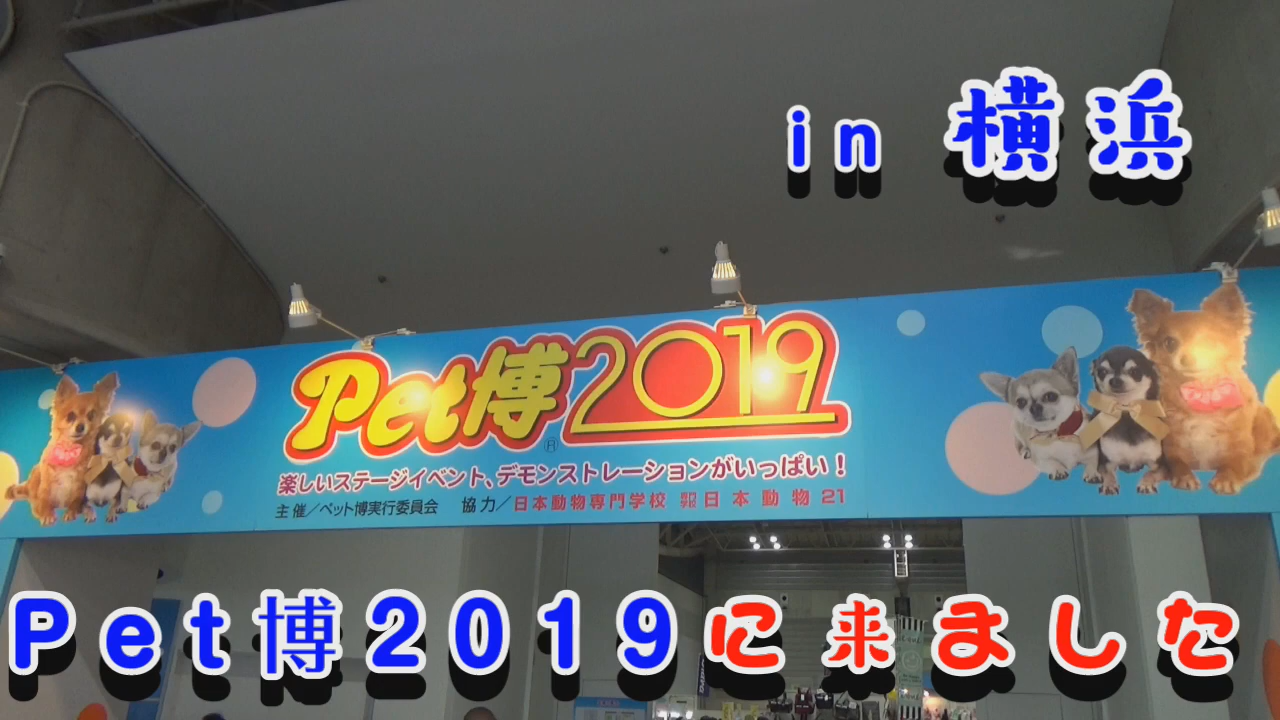 in 横浜
Pet博2019
楽しいステージイベント、デモンストレーションがいっぱい！
主催／ペット博実行委員会 協力／日本動物専門学校 日本動物21
Pet博2019に来ました